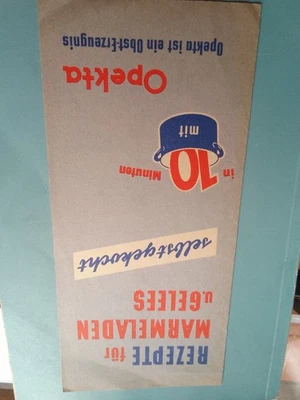 REZEPTE für
MARMELADEN
u. GELEES
selbstgekocht
in 10 Minuten
mit
Opekta
Opekta ist ein Obst-Erzeugnis